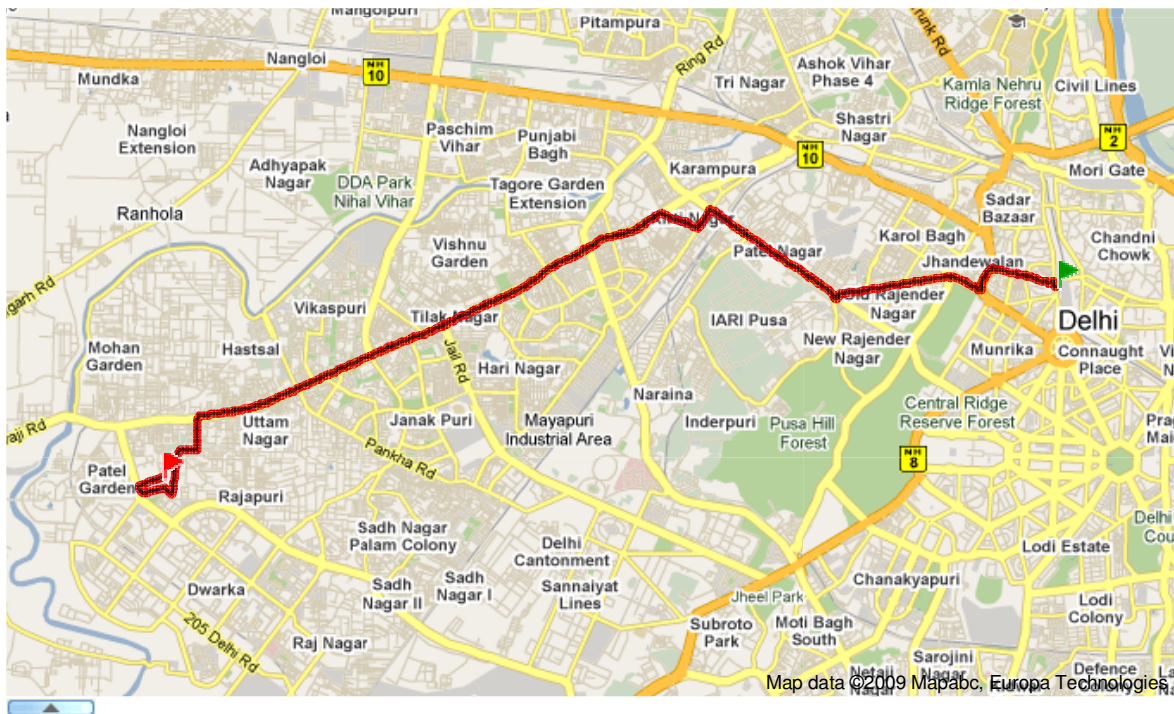 Mangolpuri
Pitampura
Ring Rd
Nangloi
NH
10
Mundka
Tri Nagar
Ashok Vihar
Phase 4
Kamla Nehru
Ridge Forest
Civil Lines
Nangloi
Extension
Paschim
Vihar
Punjabi
Bagh
Shastri
Nagar
NH
2
NH
10
Adhyapak
Nagar
DDA Park
Nihal Vihar
Tagore Garden
Extension
Karampura
Mori Gate
Ranhola
Sadar
Bazaar
Vishnu
Garden
Patel Nagar
Karol Bagh
Chandni
Chowk
Jhandewalan
Vikaspuri
Tilak Nagar
IARI Pusa
Old Rajender
Nagar
Delhi
Mohan
Garden
Hastsal
Jail Rd
Hari Nagar
New Rajender
Nagar
Munrika
Connaught
Place
Naraina
Uttam
Nagar
Janak Puri
Mayapuri
Industrial Area
Inderpuri
Pusa Hill
Forest
Central Ridge
Reserve Forest
Pankha Rd
NH
8
Patel
Garden
Rajapuri
Sadh Nagar
Palam Colony
Delhi
Cantonment
Lodi Estate
Dwarka
Sadh
Nagar II
Sadh
Nagar I
Sannaiyat
Lines
Chanakyapuri
Jheel Park
Lodi
Colony
205 Delhi Rd
Raj Nagar
Subroto
Park
Moti Bagh
South
Sarojini
Nagar
Netaji
Nagar
Defence
Colony
Map data ©2009 Mapabc, Europa Technologies